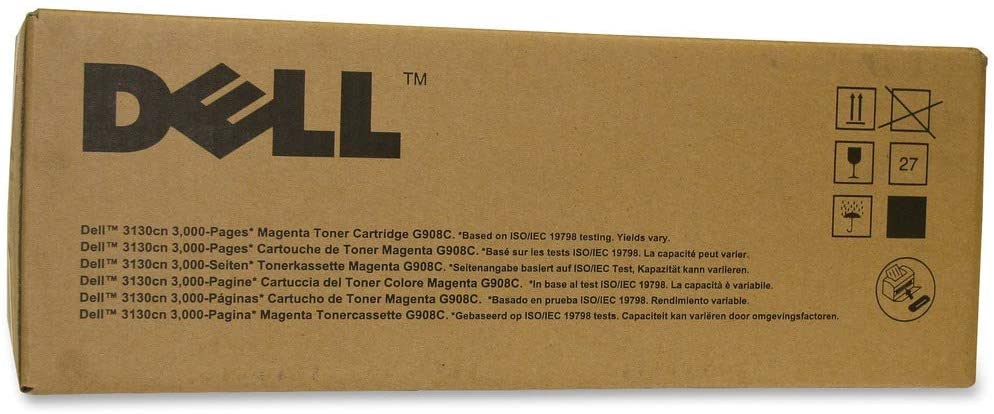 DELL™
27
Dell™ 3130cn 3,000-Pages* Magenta Toner Cartridge G908C. *Based on ISO/IEC 19798 testing. Yields vary.
Dell™ 3130cn 3,000-Pages* Cartouche de Toner Magenta G908C. *Basé sur les tests ISO/IEC 19798. La capacité peut varier.
Dell™ 3130cn 3,000-Seiten* Tonerkassette Magenta G908C. *Seitenangabe basiert auf ISO/IEC Test, Kapazität kann variieren.
Dell™ 3130cn 3,000-Pagine* Cartuccia del Toner Colore Magenta G908C. *In base al test ISO/IEC 19798. La capacità è variabile.
Dell™ 3130cn 3,000-Páginas* Cartucho de Toner Magenta G908C. *Basado en prueba ISO/IEC 19798. Rendimiento variable.
Dell™ 3130cn 3,000-Pagina* Magenta Tonercassette G908C. *Gebaseerd op ISO/IEC 19798 tests. Capaciteit kan variëren door omgevingsfactoren.